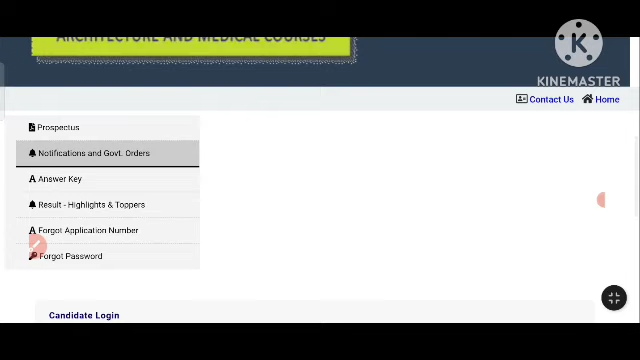 ARCHITECTURE AND MEDICAL COURSES
K
KINEMASTER
Contact Us Home
Prospectus
Notifications and Govt. Orders
A Answer Key
Result - Highlights & Toppers
A Forgot Application Number
Forgot Password
Candidate Login